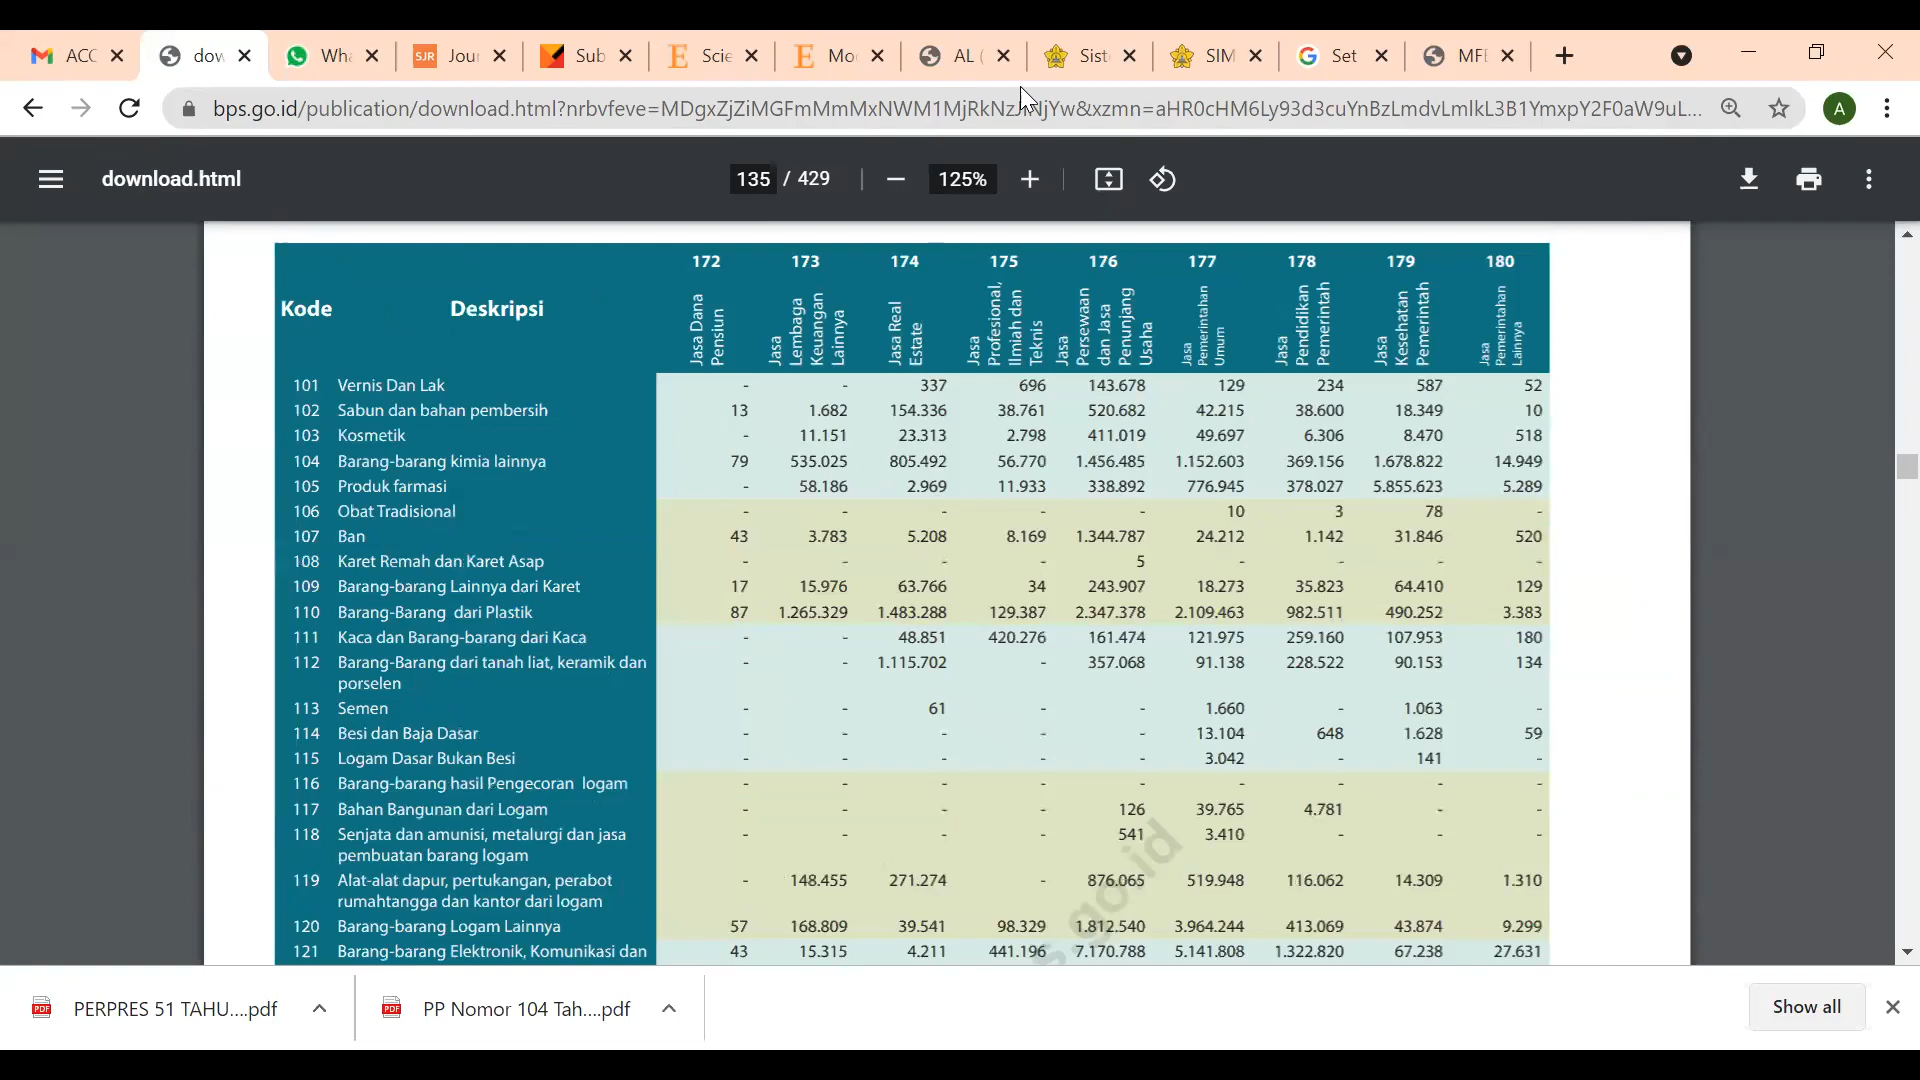 ACC
dow
Wha
SJR Jour
Sub
E Scie
E Mo
AL (
Sist
SIM
G Set
MFE
bps.go.id/publication/download.html?nrbvfeve=MDgxZjZiMGFmMmMxNWM1MjRkNzJ
jYw&xzmn=aHR0cHM6Ly93d3cuYnBzLmdvLmlkL3B1YmxpY2F0aW9uL...
A
download.html
135 / 429
125%
172 173 174 175 176 177 178 179 180
Kode Deskripsi
Jasa Dana
Pensiun
Jasa
Lembaga
Keuangan
Lainnya
Jasa Real
Estate
Jasa
Profesional,
Ilmiah dan
Teknis
Jasa
Persewaan
dan Jasa
Penunjang
Usaha
Jasa
Pemerintahan
Umum
Jasa
Pendidikan
Pemerintah
Jasa
Kesehatan
Pemerintah
Jasa
Pemerintahan
Lainnya
101 Vernis Dan Lak - - 337 696 143.678 129 234 587 52
102 Sabun dan bahan pembersih 13 1.682 154.336 38.761 520.682 42.215 38.600 18.349 10
103 Kosmetik - 11.151 23.313 2.798 411.019 49.697 6.306 8.470 518
104 Barang-barang kimia lainnya 79 535.025 805.492 56.770 1.456.485 1.152.603 369.156 1.678.822 14.949
105 Produk farmasi - 58.186 2.969 11.933 338.892 776.945 378.027 5.855.623 5.289
106 Obat Tradisional - - - - - 10 3 78 -
107 Ban 43 3.783 5.208 8.169 1.344.787 24.212 1.142 31.846 520
108 Karet Remah dan Karet Asap - - - - 5 - - - -
109 Barang-barang Lainnya dari Karet 17 15.976 63.766 34 243.907 18.273 35.823 64.410 129
110 Barang-Barang dari Plastik 87 1.265.329 1.483.288 129.387 2.347.378 2.109.463 982.511 490.252 3.383
111 Kaca dan Barang-barang dari Kaca - - 48.851 420.276 161.474 121.975 259.160 107.953 180
112 Barang-Barang dari tanah liat, keramik dan - - 1.115.702 - 357.068 91.138 228.522 90.153 134
porselen
113 Semen - - 61 - - 1.660 - 1.063 -
114 Besi dan Baja Dasar - - - - - 13.104 648 1.628 59
115 Logam Dasar Bukan Besi - - - - - 3.042 - 141 -
116 Barang-barang hasil Pengecoran logam - - - - - - - - -
117 Bahan Bangunan dari Logam - - - - 126 39.765 4.781 - -
118 Senjata dan amunisi, metalurgi dan jasa - - - - 541 3.410 - - -
pembuatan barang logam
119 Alat-alat dapur, pertukangan, perabot - 148.455 271.274 - 876.065 519.948 116.062 14.309 1.310
rumahtangga dan kantor dari logam
120 Barang-barang Logam Lainnya 57 168.809 39.541 98.329 1.812.540 3.964.244 413.069 43.874 9.299
121 Barang-barang Elektronik, Komunikasi dan 43 15.315 4.211 441.196 7.170.788 5.141.808 1.322.820 67.238 27.631
s.go.id
PDF PERPRES 51 TAHU....pdf
PDF PP Nomor 104 Tah....pdf
Show all